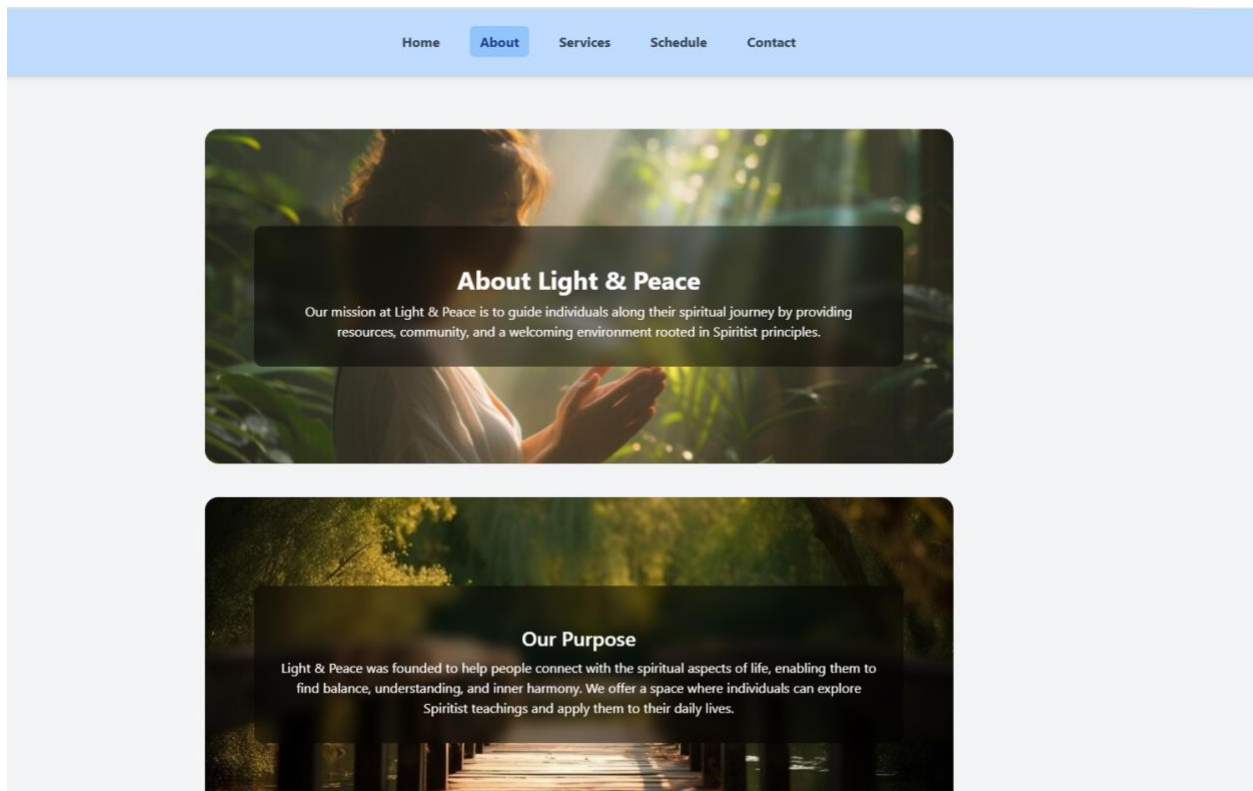 Home About Services Schedule Contact
About Light & Peace
Our mission at Light & Peace is to guide individuals along their spiritual journey by providing
resources, community, and a welcoming environment rooted in Spiritist principles.
Our Purpose
Light & Peace was founded to help people connect with the spiritual aspects of life, enabling them to
find balance, understanding, and inner harmony. We offer a space where individuals can explore
Spiritist teachings and apply them to their daily lives.